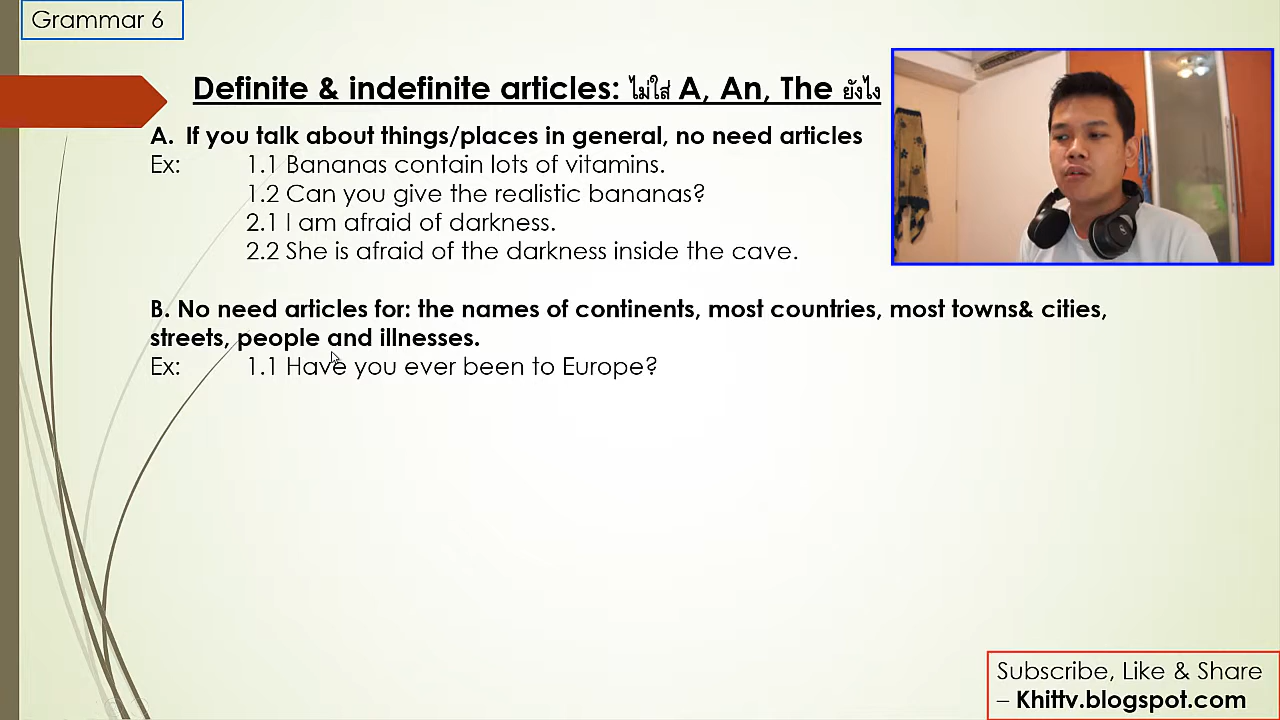 Grammar 6
Definite & indefinite articles: ไม่ใส่ A, An, The ยังไง
A. If you talk about things/places in general, no need articles
Ex: 1.1 Bananas contain lots of vitamins.
1.2 Can you give the realistic bananas?
2.1 I am afraid of darkness.
2.2 She is afraid of the darkness inside the cave.
B. No need articles for: the names of continents, most countries, most towns& cities,
streets, people and illnesses.
Ex: 1.1 Have you ever been to Europe?
Subscribe, Like & Share
– Khittv.blogspot.com